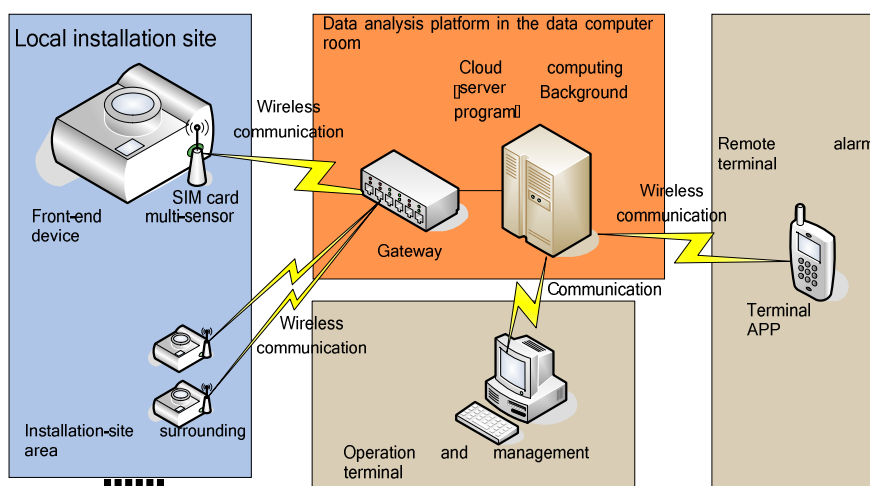 Local installation site
Front-end
device
SIM card
multi-sensor
Wireless
communication
Installation-site surrounding
area
Data analysis platform in the data computer
room
Cloud computing
▯server Background
program▯
Gateway
Wireless
communication
Communication
Operation and management
terminal
Wireless
communication
Remote alarm
terminal
Terminal
APP